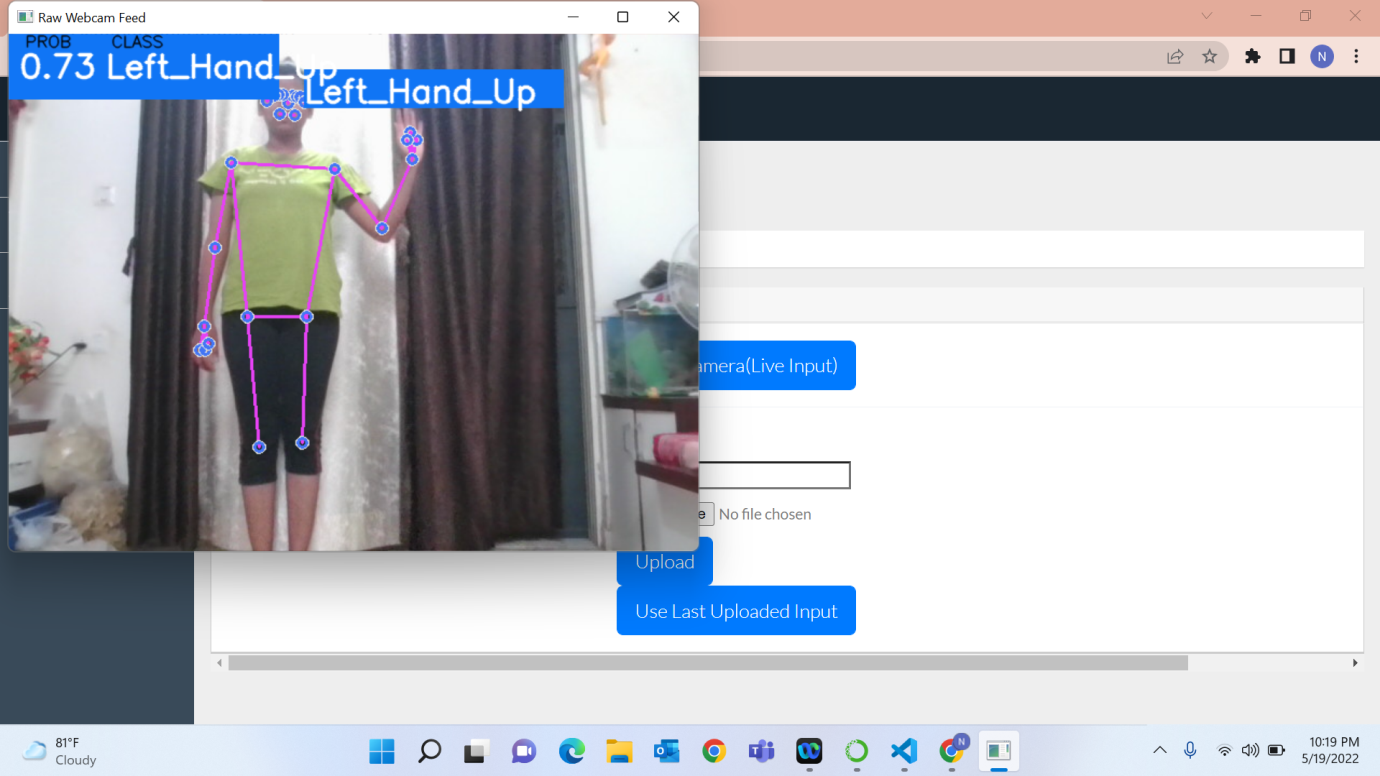 Raw Webcam Feed
PROB CLASS
0.73 Left_Hand_Up
Left_Hand_Up
N
amera(Live Input)
e No file chosen
Upload
Use Last Uploaded Input
81°F
Cloudy
N
10:19 PM
5/19/2022